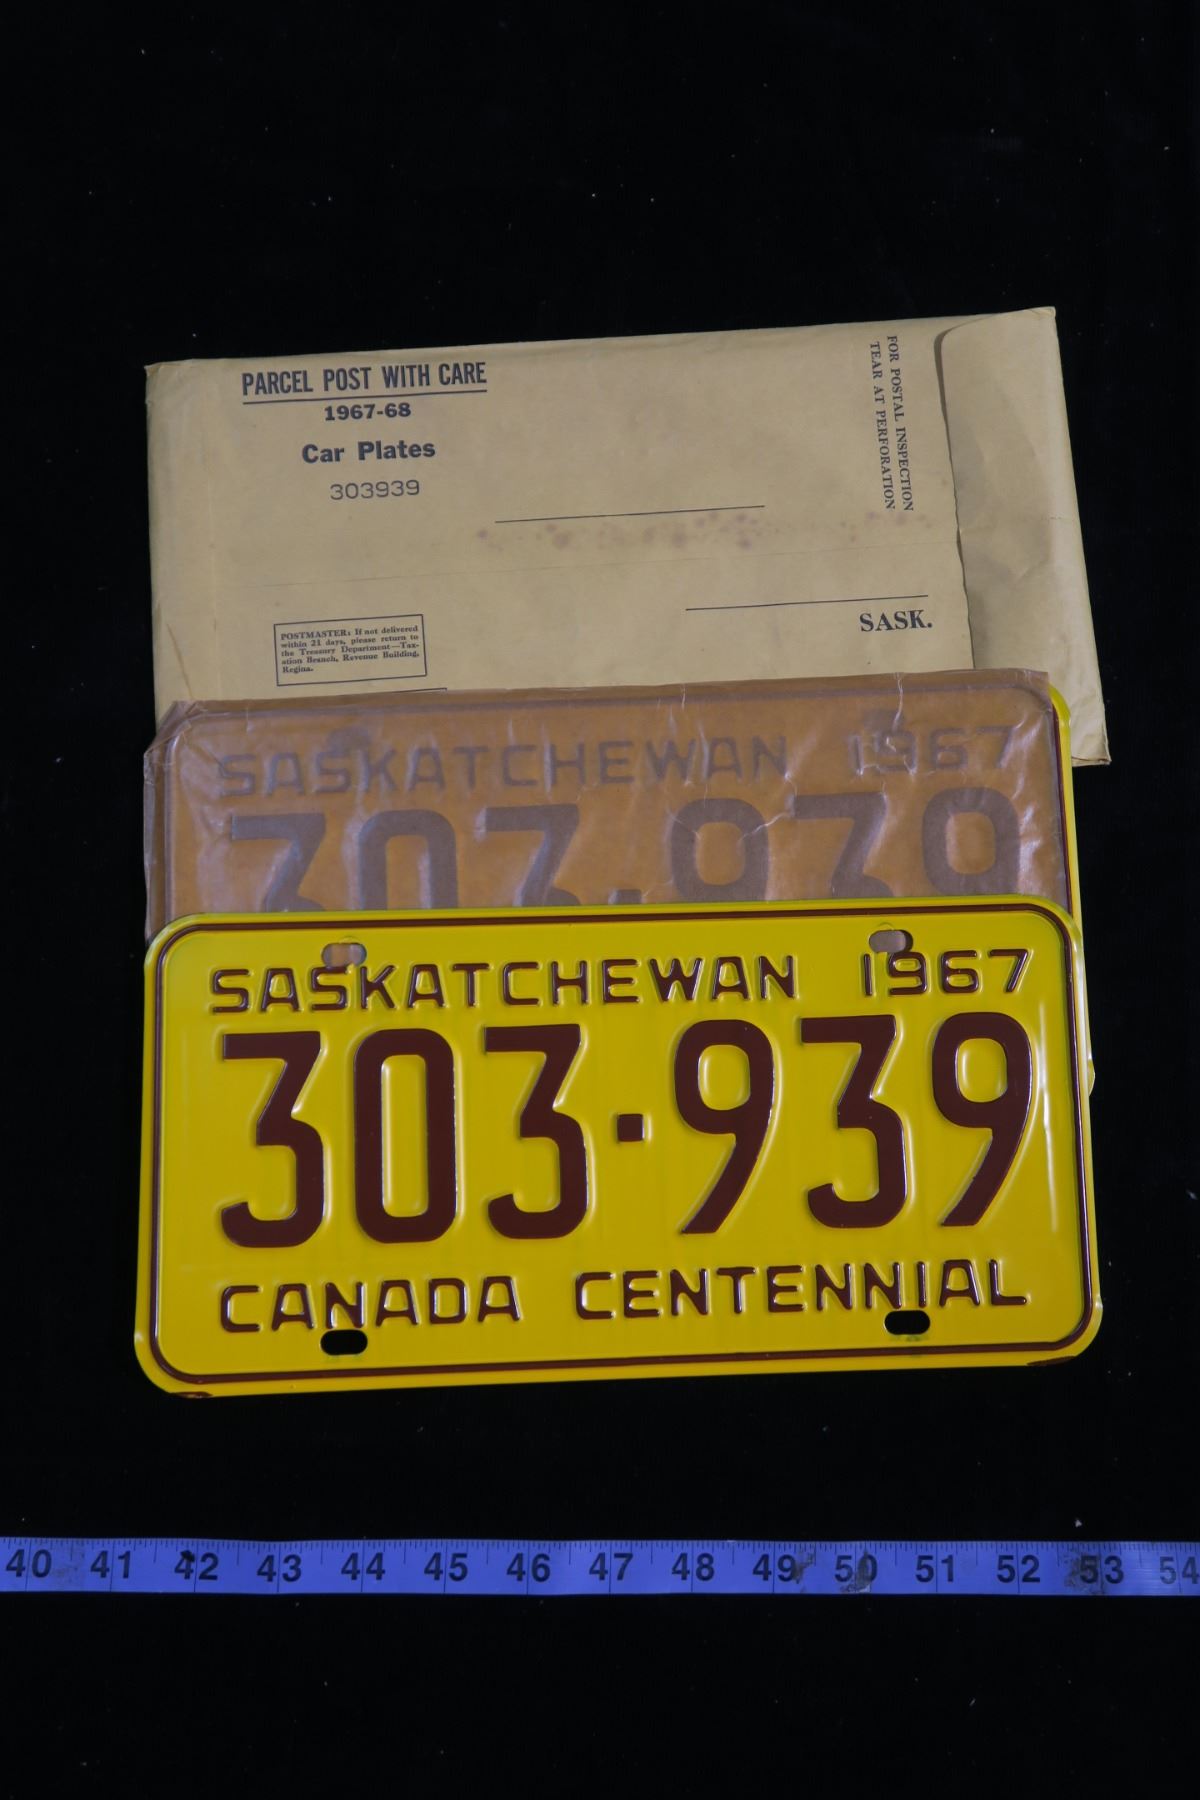 PARCEL POST WITH CARE
1967-68
Car Plates
303939
FOR POSTAL INSPECTION
TEAR AT PERFORATION
SASK.
POSTMASTER: If not delivered
within 21 days, please return to
the Treasury Department—Tax-
ation Branch, Revenue Building,
Regina.
SASKATCHEWAN 1967
303·939
SASKATCHEWAN 1967
303·939
CANADA CENTENNIAL
40 41 42 43 44 45 46 47 48 49 50 51 52 53 54